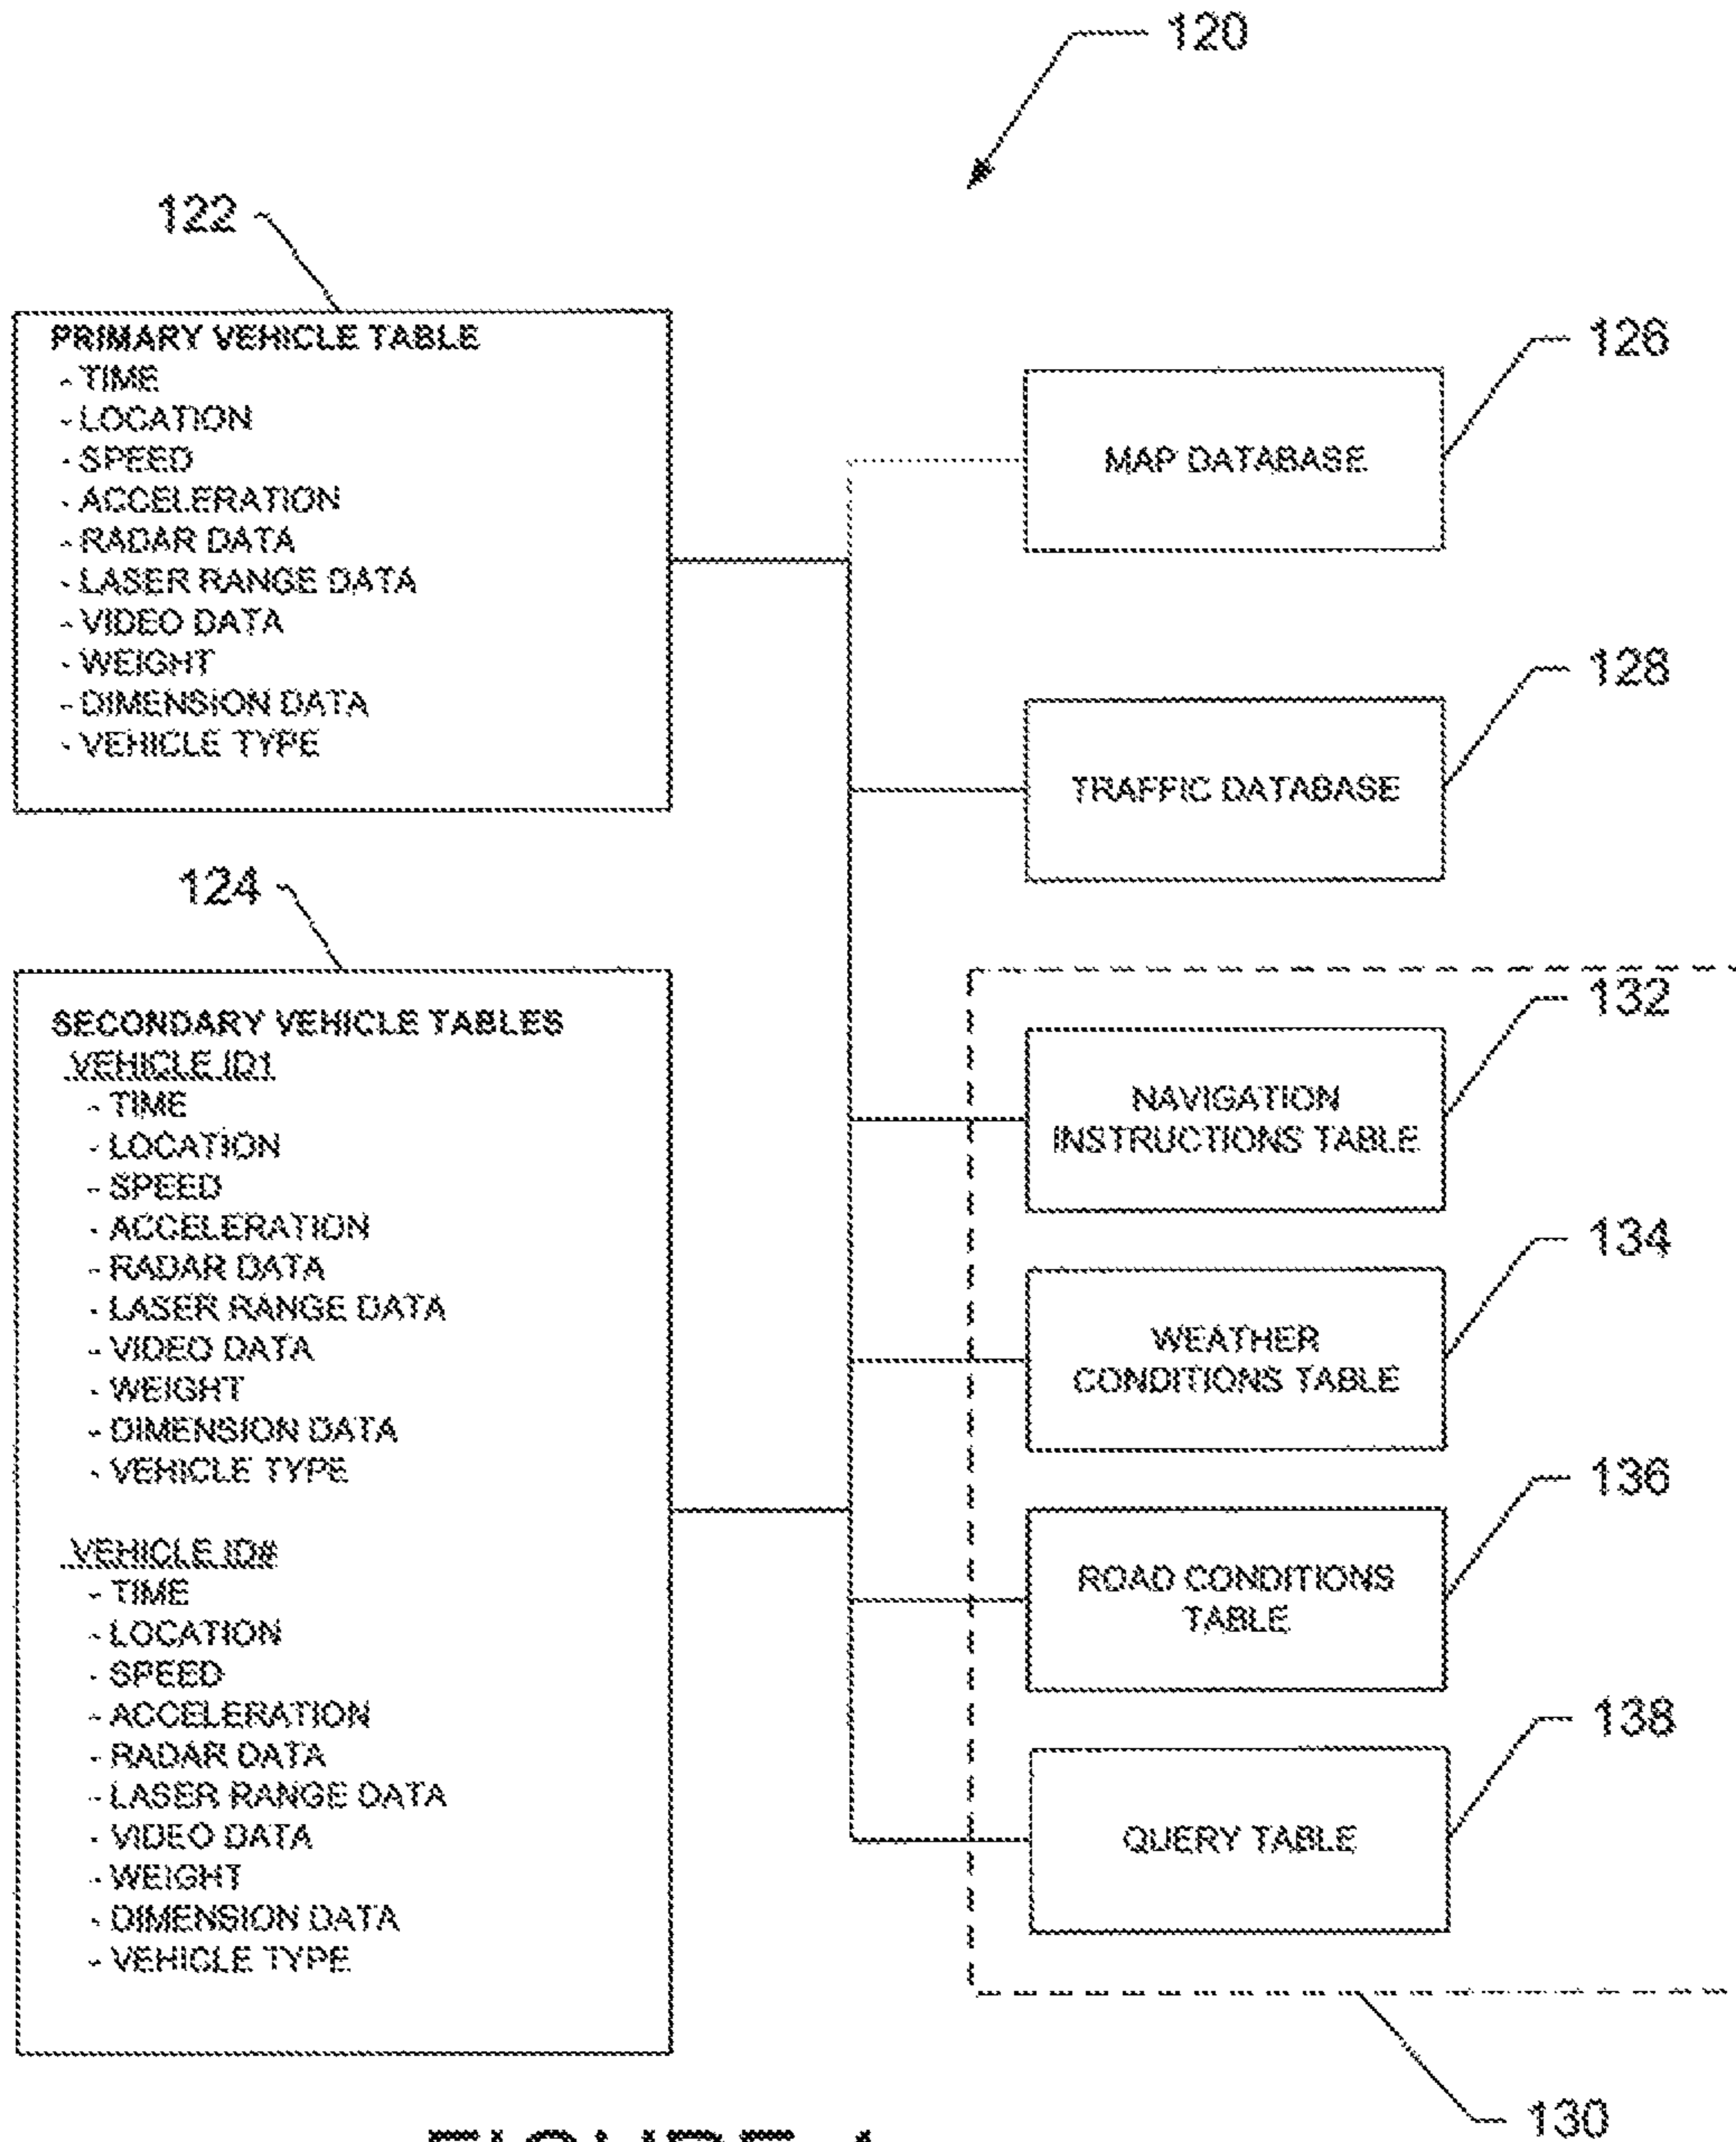 120
122
PRIMARY VEHICLE TABLE
- TIME
- LOCATION
- SPEED
- ACCELERATION
- RADAR DATA
- LASER RANGE DATA
- VIDEO DATA
- WEIGHT
- DIMENSION DATA
- VEHICLE TYPE
126
MAP DATABASE
128
TRAFFIC DATABASE
124
SECONDARY VEHICLE TABLES
VEHICLE ID1
- TIME
- LOCATION
- SPEED
- ACCELERATION
- RADAR DATA
- LASER RANGE DATA
- VIDEO DATA
- WEIGHT
- DIMENSION DATA
- VEHICLE TYPE
VEHICLE ID#
- TIME
- LOCATION
- SPEED
- ACCELERATION
- RADAR DATA
- LASER RANGE DATA
- VIDEO DATA
- WEIGHT
- DIMENSION DATA
- VEHICLE TYPE
132
NAVIGATION
INSTRUCTIONS TABLE
134
WEATHER
CONDITIONS TABLE
136
ROAD CONDITIONS
TABLE
138
QUERY TABLE
130
FIGURE